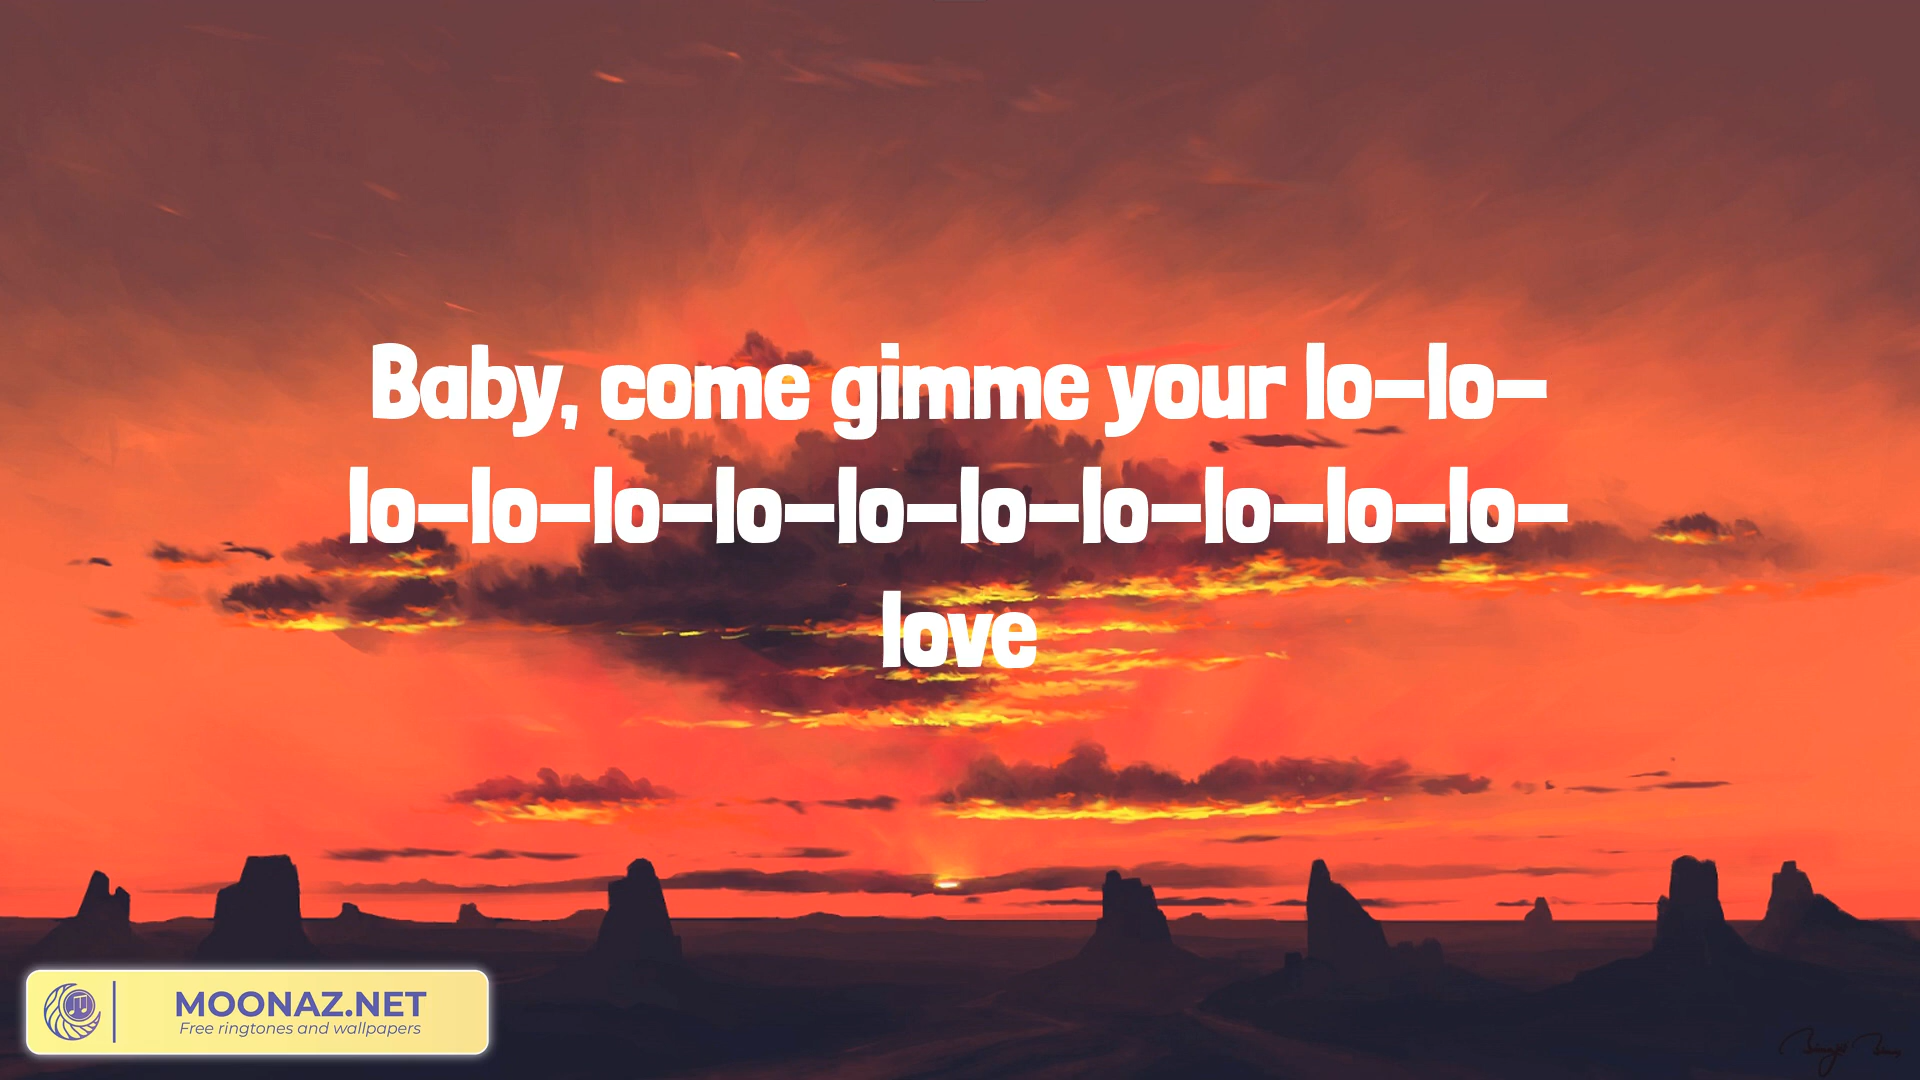 Baby, come gimme your lo-lo-
lo-lo-lo-lo-lo-lo-lo-lo-lo-lo-
love
MOONAZ.NET
Free ringtones and wallpapers